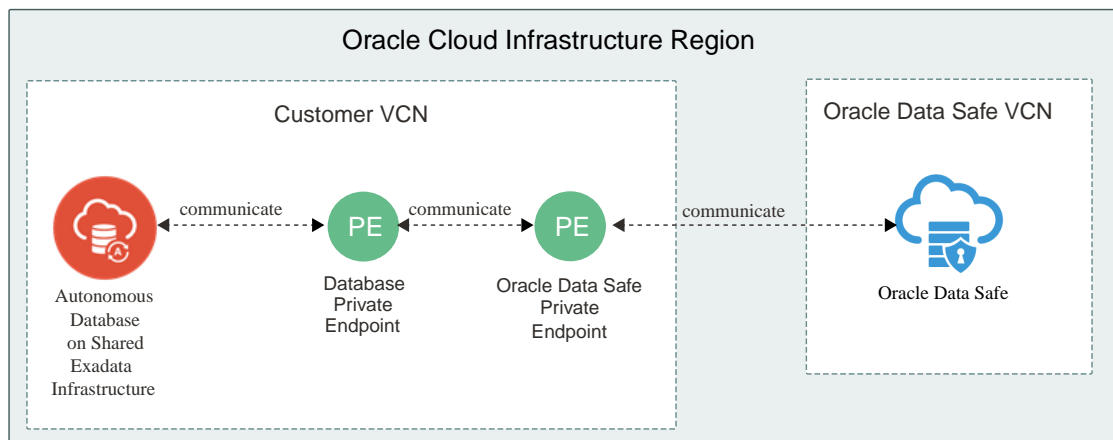 Oracle Cloud Infrastructure Region
Customer VCN
Oracle Data Safe VCN
communicate
communicate
communicate
A
PE
PE
Autonomous
Database
on Shared
Exadata
Infrastructure
Database
Private
Endpoint
Oracle Data Safe
Private
Endpoint
Oracle Data Safe